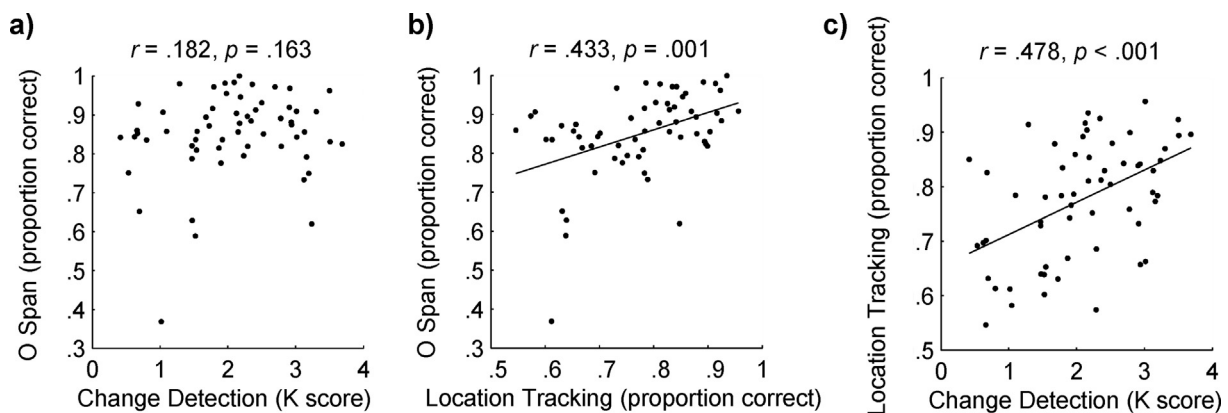 a)
r = .182, p = .163
O Span (proportion correct)
1
.9
.8
.7
.6
.5
.4
.3
0 1 2 3 4
Change Detection (K score)
b)
r = .433, p = .001
O Span (proportion correct)
1
.9
.8
.7
.6
.5
.4
.3
.5 .6 .7 .8 .9 1
Location Tracking (proportion correct)
c)
r = .478, p < .001
Location Tracking (proportion correct)
1
.9
.8
.7
.6
.5
0 1 2 3 4
Change Detection (K score)